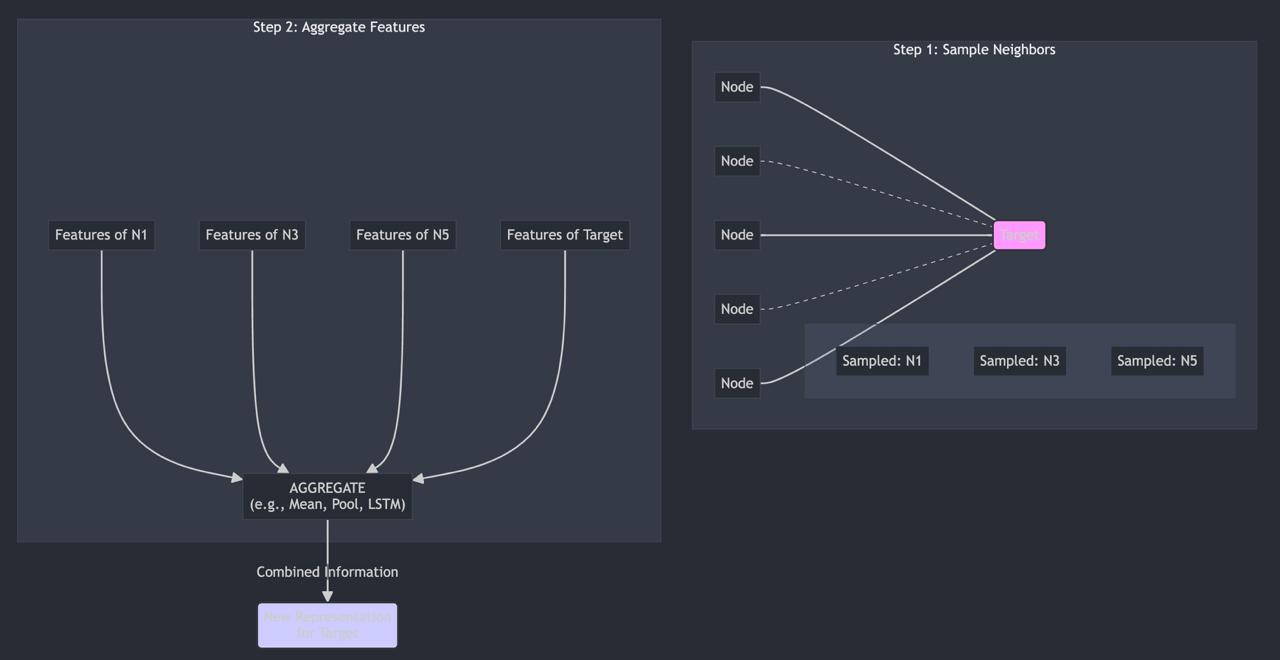 Step 2: Aggregate Features
Features of N1
Features of N3
Features of N5
Features of Target
AGGREGATE
(e.g., Mean, Pool, LSTM)
Combined Information
New Representation
for Target
Step 1: Sample Neighbors
Node
Node
Node
Node
Node
Target
Sampled: N1
Sampled: N3
Sampled: N5